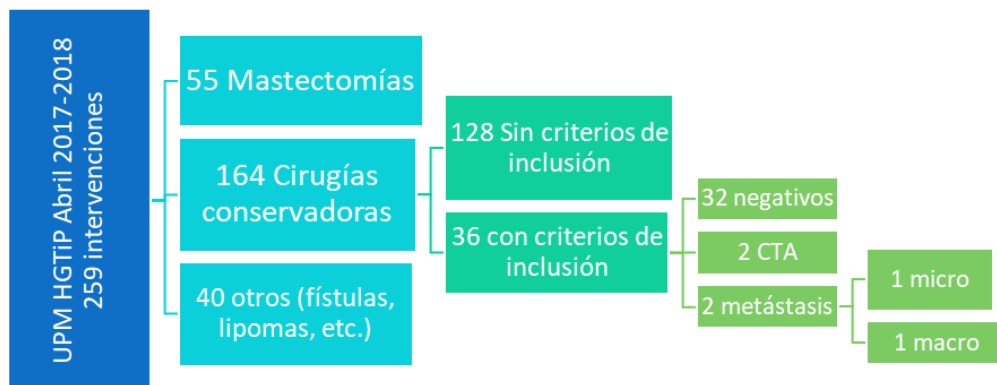 UPM HGTiP Abril 2017-2018
259 intervenciones
55 Mastectomías
164 Cirugías
conservadoras
40 otros (fístulas,
lipomas, etc.)
128 Sin criterios de
inclusión
36 con criterios de
inclusión
32 negativos
2 CTA
2 metástasis
1 micro
1 macro